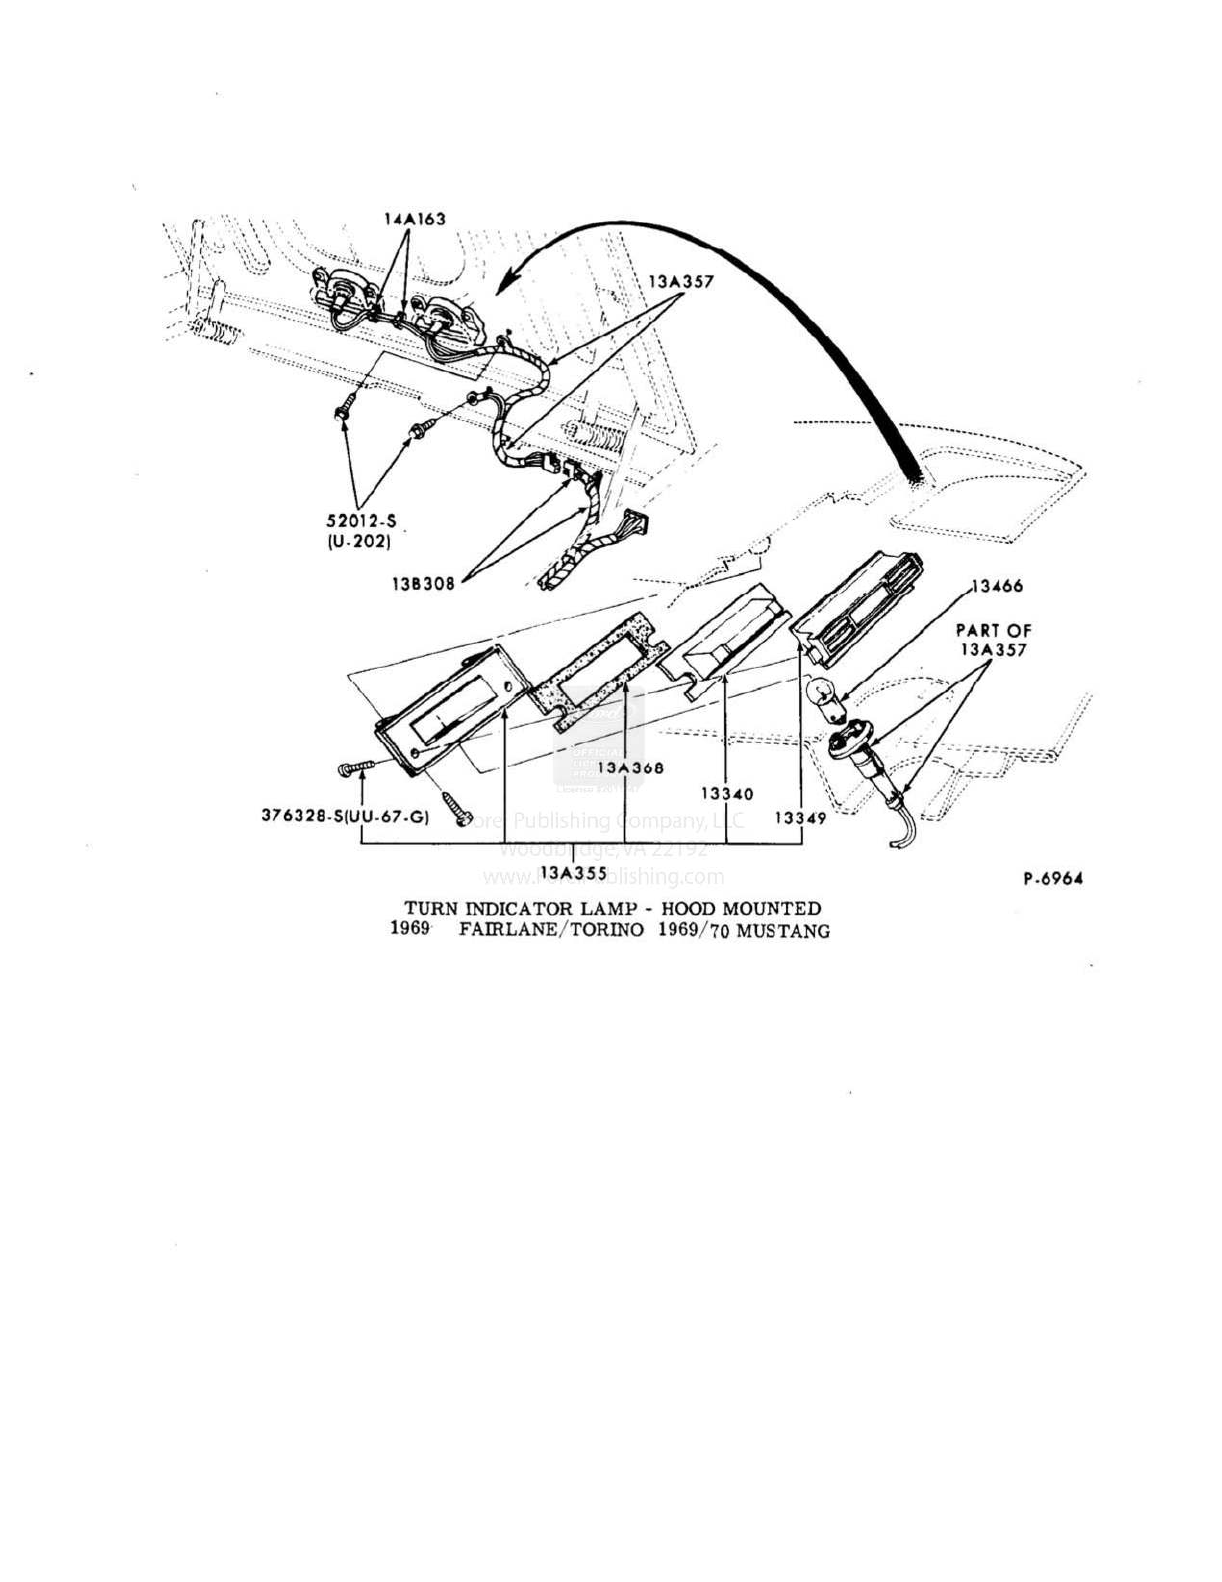 14A163
13A357
52012-S
(U-202)
13B308
13466
PART OF
13A357
OFFICIAL
13A368
13340
376328-S(UU-67-G)
13349
Forel Publishing Company, LLC
Woodbridge, VA 22192
13A355
www.ForelPublishing.com
P-6964
TURN INDICATOR LAMP - HOOD MOUNTED
1969 FAIRLANE/TORINO 1969/70 MUSTANG